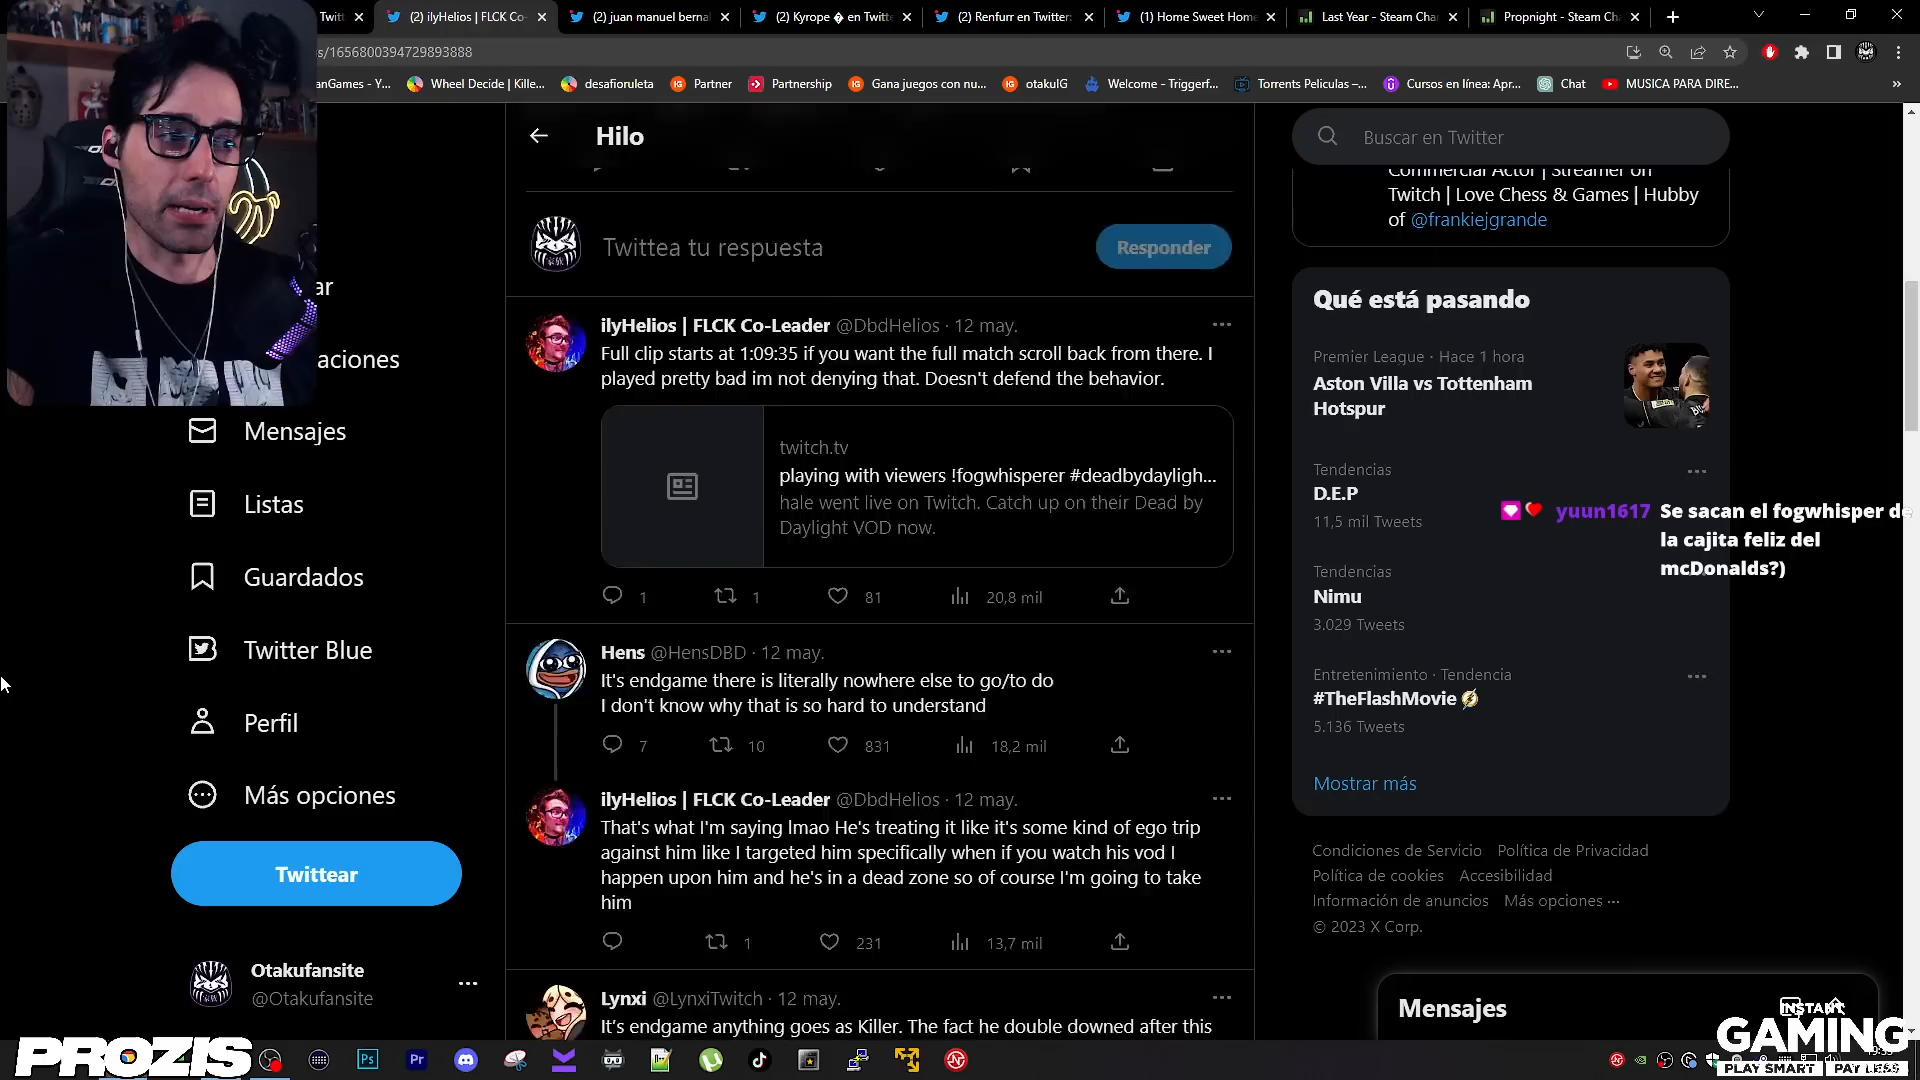 Twitt
(2) ilyHelios | FLCK Co-
(2) juan manuel bernal
(2) Kyrope � en Twitte
(2) Renfurr en Twitter:
(1) Home Sweet Home
Last Year - Steam Cha
Propnight - Steam Cha
/1656800394729893888
anGames - Y...
Wheel Decide | Kille...
desafioruleta
Partner
Partnership
Gana juegos con nu...
otakuIG
Welcome - Triggerf...
Torrents Peliculas –...
Cursos en línea: Apr...
Chat
MUSICA PARA DIRE...
»
ar
aciones
Mensajes
Listas
Guardados
Twitter Blue
Perfil
Más opciones
Twittear
Otakufansite
@Otakufansite
Hilo
Twittea tu respuesta
Responder
ilyHelios | FLCK Co-Leader @DbdHelios · 12 may.
Full clip starts at 1:09:35 if you want the full match scroll back from there. I
played pretty bad im not denying that. Doesn't defend the behavior.
twitch.tv
playing with viewers !fogwhisperer #deadbydayligh...
hale went live on Twitch. Catch up on their Dead by
Daylight VOD now.
1 1 81 20,8 mil
Hens @HensDBD · 12 may.
It's endgame there is literally nowhere else to go/to do
I don't know why that is so hard to understand
7 10 831 18,2 mil
ilyHelios | FLCK Co-Leader @DbdHelios · 12 may.
That's what I'm saying lmao He's treating it like it's some kind of ego trip
against him like I targeted him specifically when if you watch his vod I
happen upon him and he's in a dead zone so of course I'm going to take
him
1 231 13,7 mil
Lynxi @LynxiTwitch · 12 may.
It's endgame anything goes as Killer. The fact he double downed after this
Buscar en Twitter
Commercial Actor | Streamer on
Twitch | Love Chess & Games | Hubby
of @frankiejgrande
Qué está pasando
Premier League · Hace 1 hora
Aston Villa vs Tottenham
Hotspur
Tendencias
D.E.P
11,5 mil Tweets
Tendencias
Nimu
3.029 Tweets
Entretenimiento · Tendencia
#TheFlashMovie
5.136 Tweets
Mostrar más
yuun1617 Se sacan el fogwhisper de
la cajita feliz del
mcDonalds?)
Condiciones de Servicio Política de Privacidad
Política de cookies Accesibilidad
Información de anuncios Más opciones ···
© 2023 X Corp.
Mensajes
PROZIS
Ps
Pr
INSTANT
GAMING
PLAY SMART PAY LESS